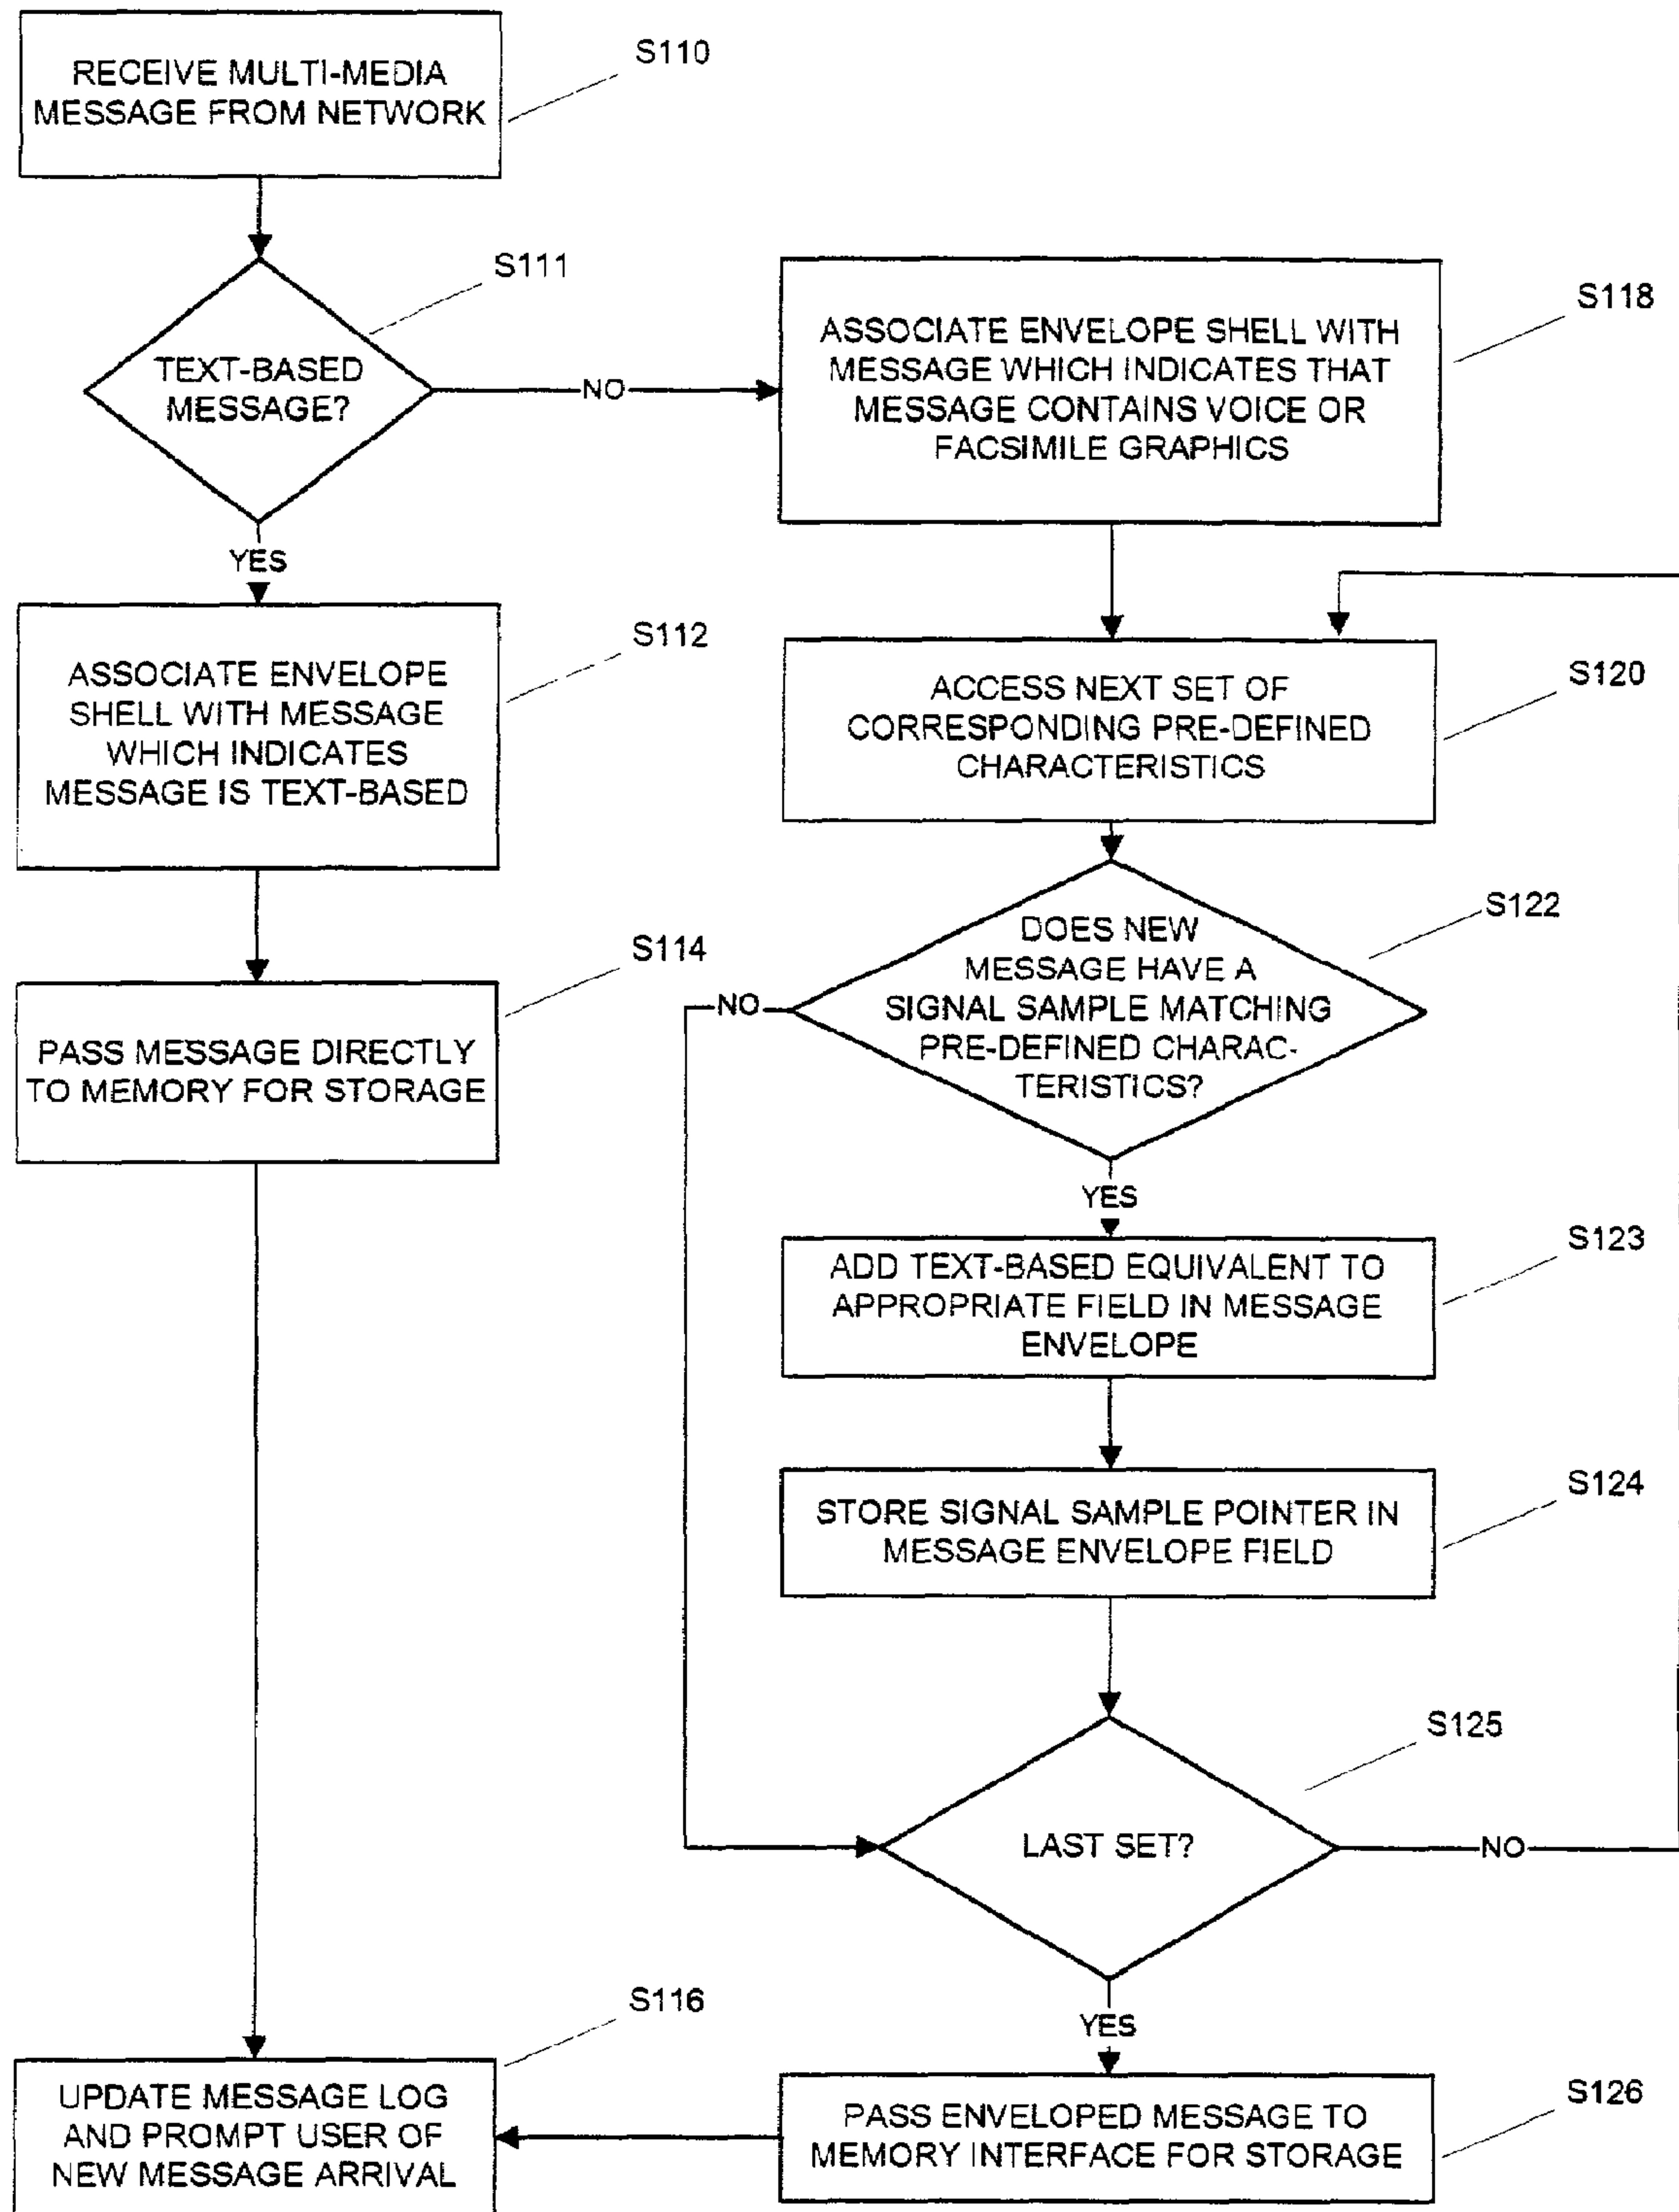 RECEIVE MULTI-MEDIA
MESSAGE FROM NETWORK
S110
TEXT-BASED
MESSAGE?
S111
NO
YES
ASSOCIATE ENVELOPE SHELL WITH
MESSAGE WHICH INDICATES THAT
MESSAGE CONTAINS VOICE OR
FACSIMILE GRAPHICS
S118
ASSOCIATE ENVELOPE
SHELL WITH MESSAGE
WHICH INDICATES
MESSAGE IS TEXT-BASED
S112
ACCESS NEXT SET OF
CORRESPONDING PRE-DEFINED
CHARACTERISTICS
S120
PASS MESSAGE DIRECTLY
TO MEMORY FOR STORAGE
S114
DOES NEW
MESSAGE HAVE A
SIGNAL SAMPLE MATCHING
PRE-DEFINED CHARAC-
TERISTICS?
S122
NO
YES
ADD TEXT-BASED EQUIVALENT TO
APPROPRIATE FIELD IN MESSAGE
ENVELOPE
S123
STORE SIGNAL SAMPLE POINTER IN
MESSAGE ENVELOPE FIELD
S124
LAST SET?
S125
NO
YES
UPDATE MESSAGE LOG
AND PROMPT USER OF
NEW MESSAGE ARRIVAL
S116
PASS ENVELOPED MESSAGE TO
MEMORY INTERFACE FOR STORAGE
S126